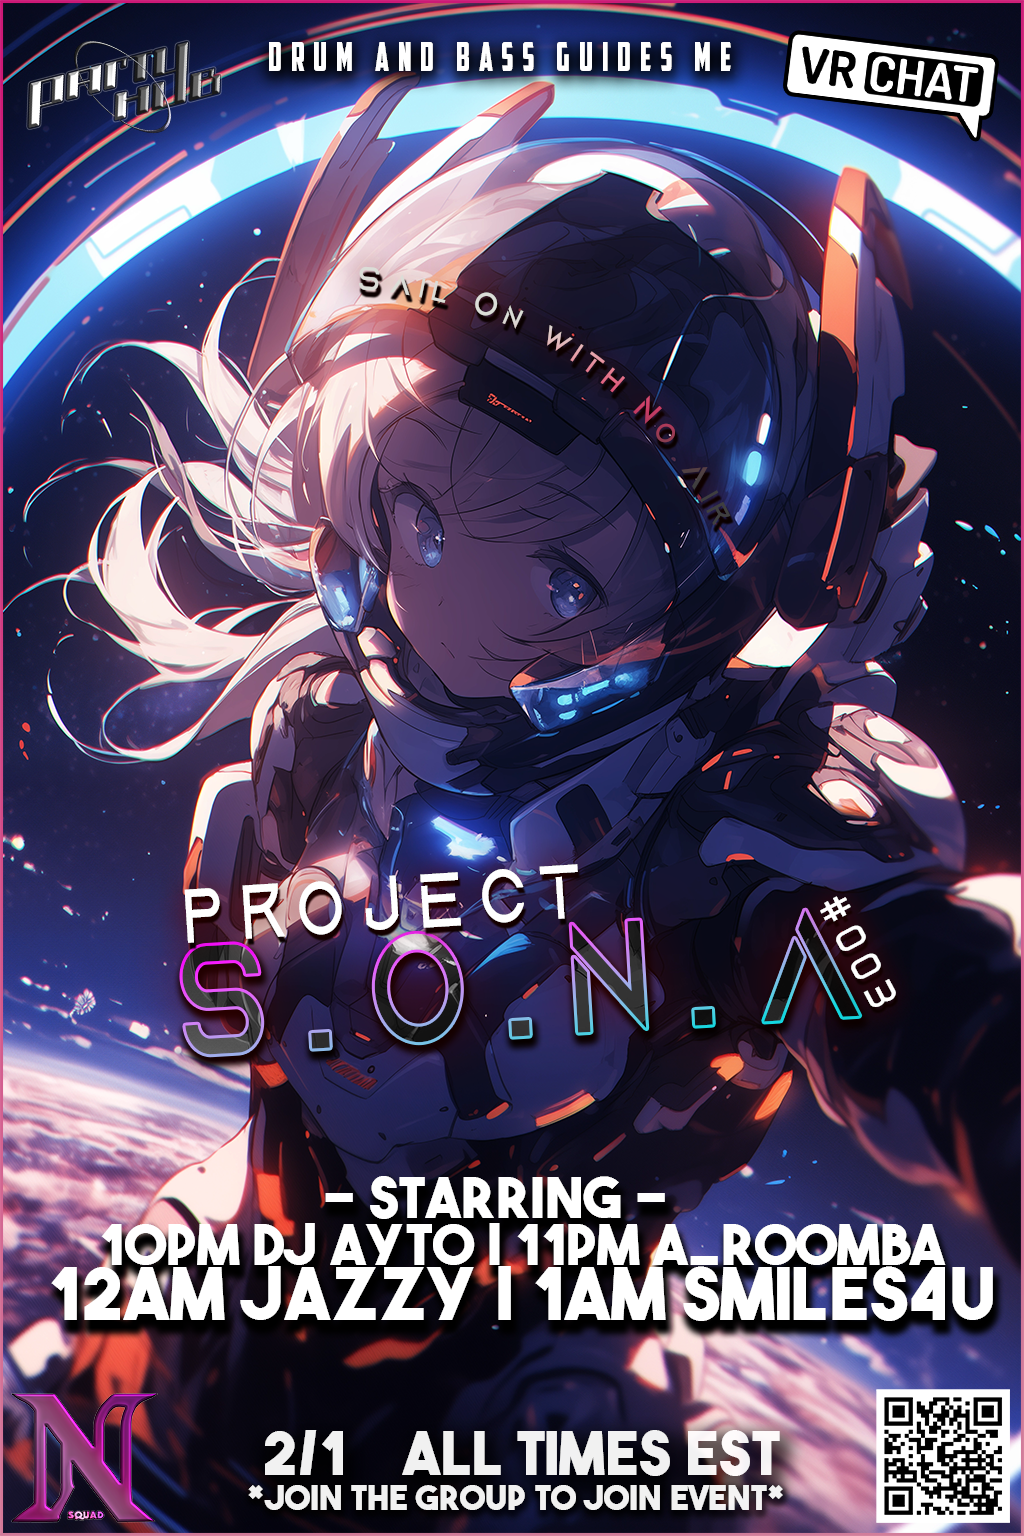 PARTY HUB
DRUM AND BASS GUIDES ME
VR CHAT
SAIL ON WITH NO AIR
PROJECT
S.O.N.A
#003
- STARRING -
10PM DJ AYTO | 11PM A_ROOMBA
12AM JAZZY | 1AM SMILES4U
N
SQUAD
2/1 ALL TIMES EST
*JOIN THE GROUP TO JOIN EVENT*